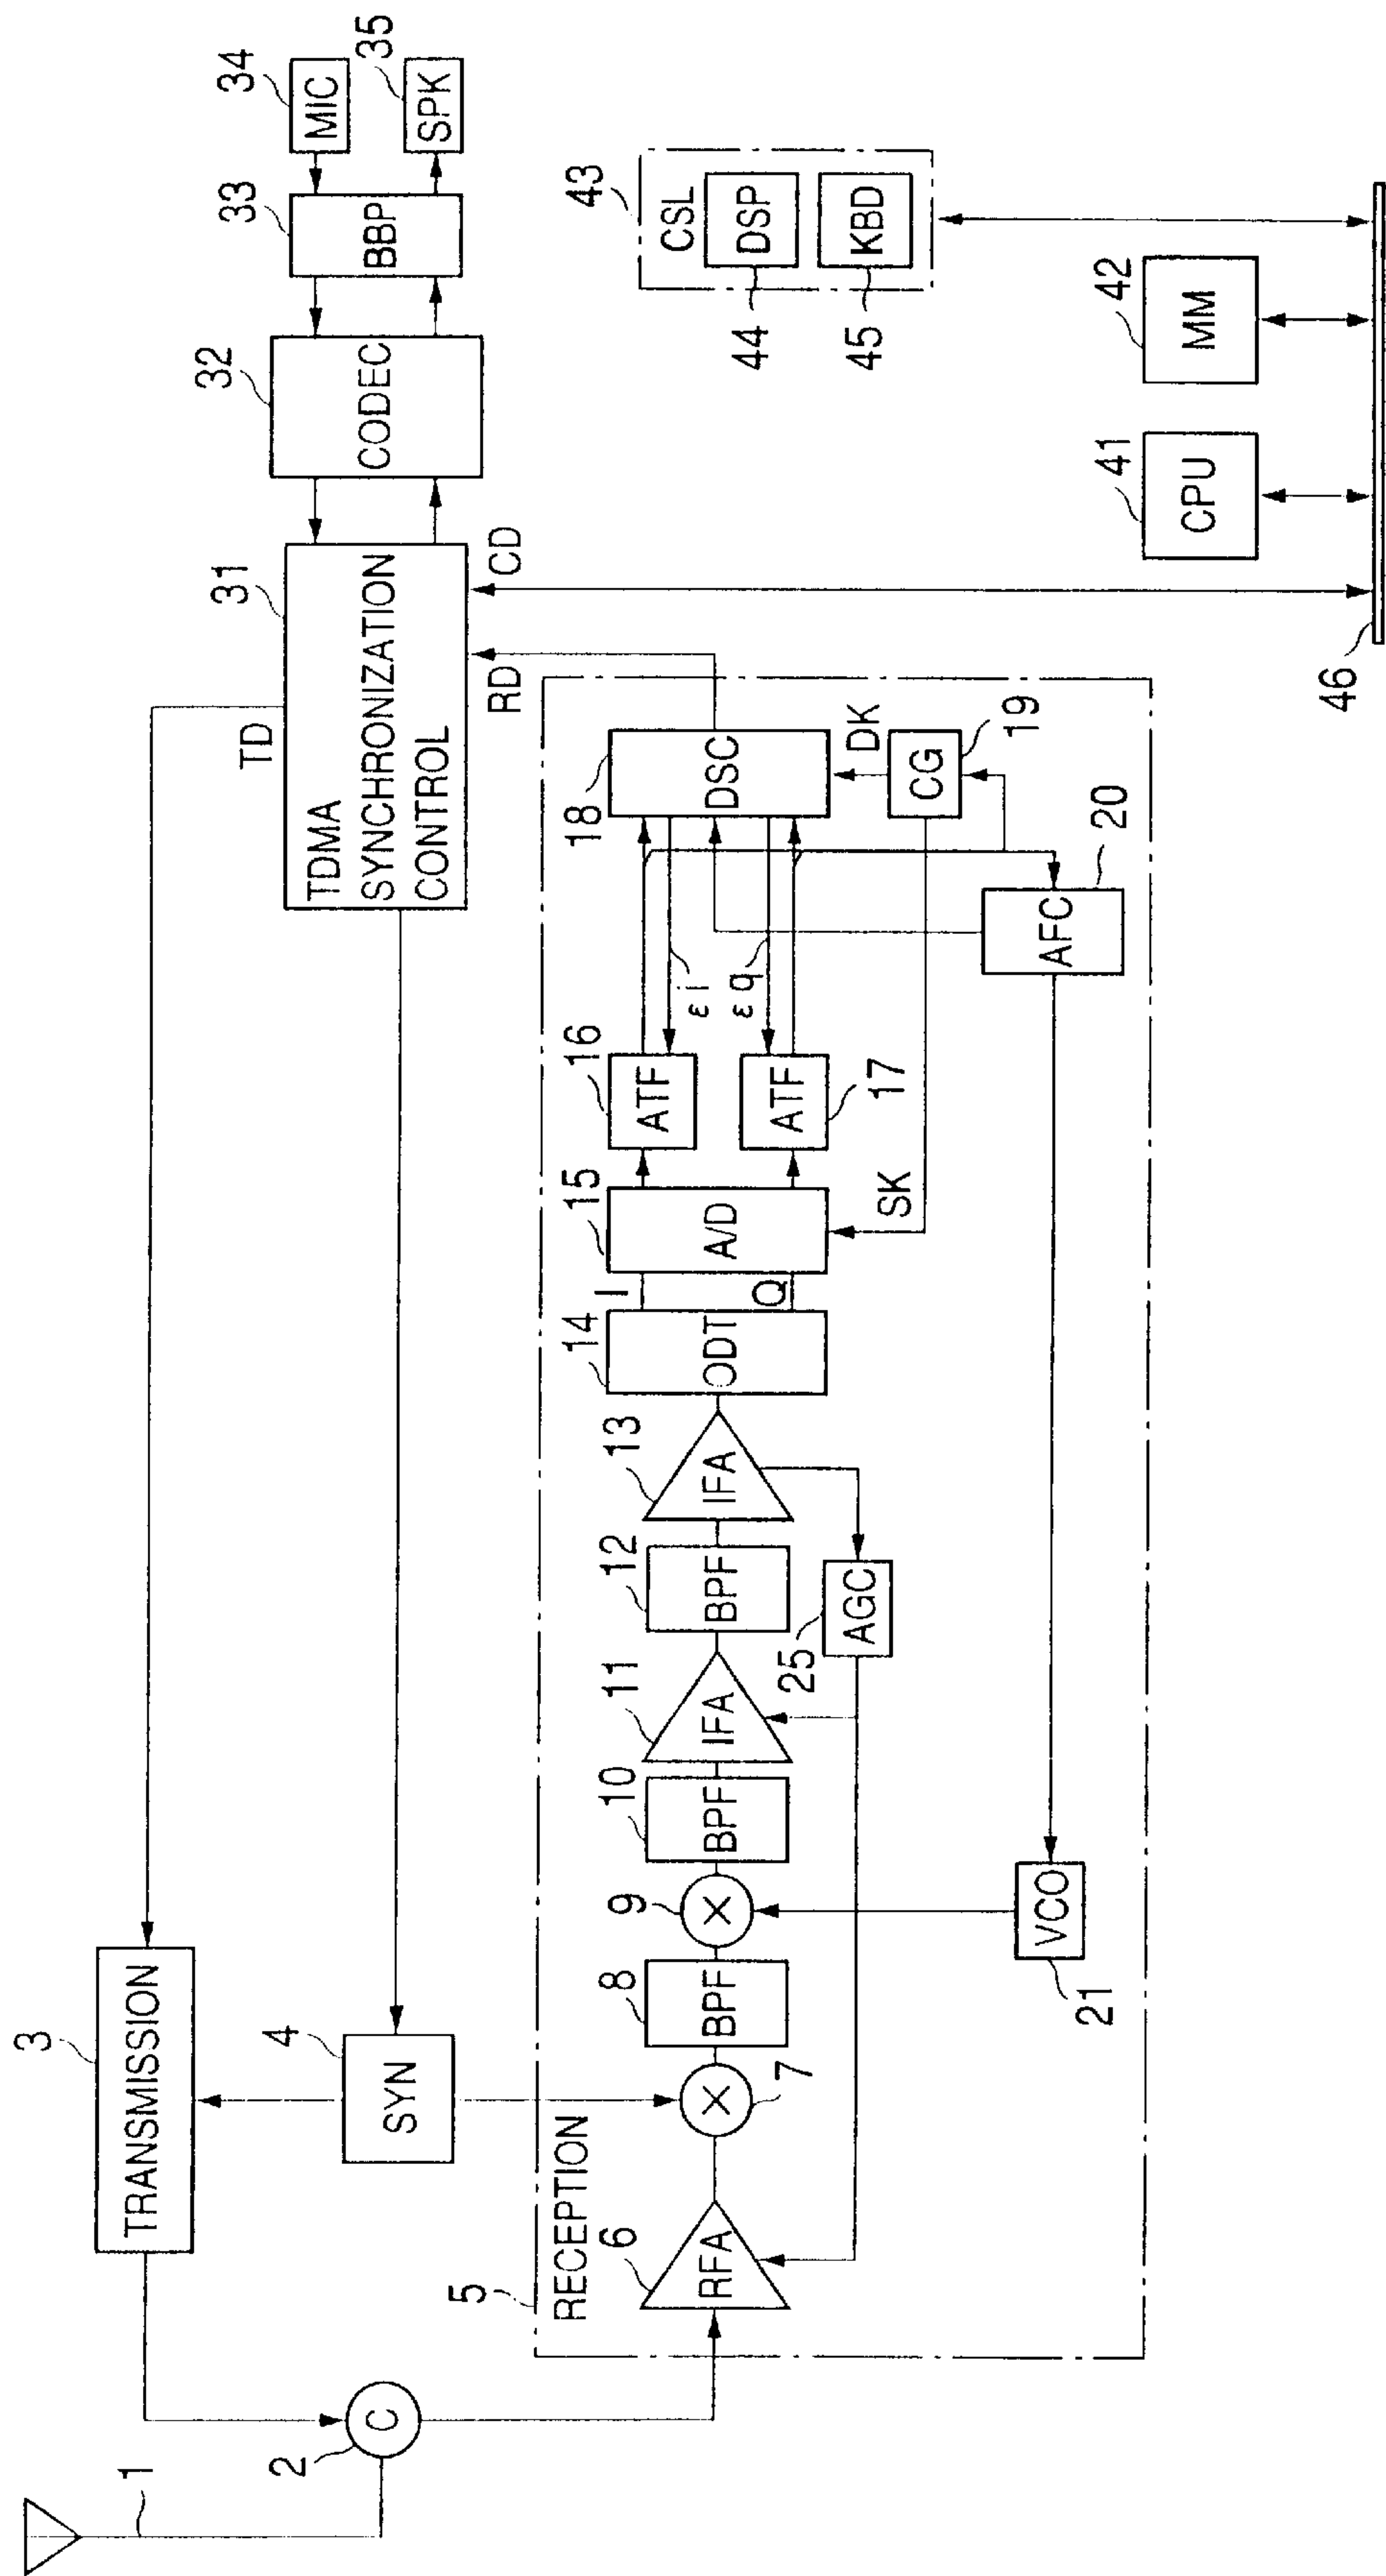 1
2
C
3
TRANSMISSION
4
SYN
TD
31
TDMA
SYNCHRONIZATION
CONTROL
32
CODEC
33
BBP
34
MIC
35
SPK
RD
CD
5
RECEPTION
6
RFA
7
×
8
BPF
9
×
10
BPF
11
IFA
12
BPF
13
IFA
14
ODT
I
Q
15
A/D
16
ATF
17
ATF
ε i
ε q
18
DSC
DK
19
CG
SK
20
AFC
21
VCO
25
AGC
43
CSL
44
DSP
45
KBD
41
CPU
42
MM
46